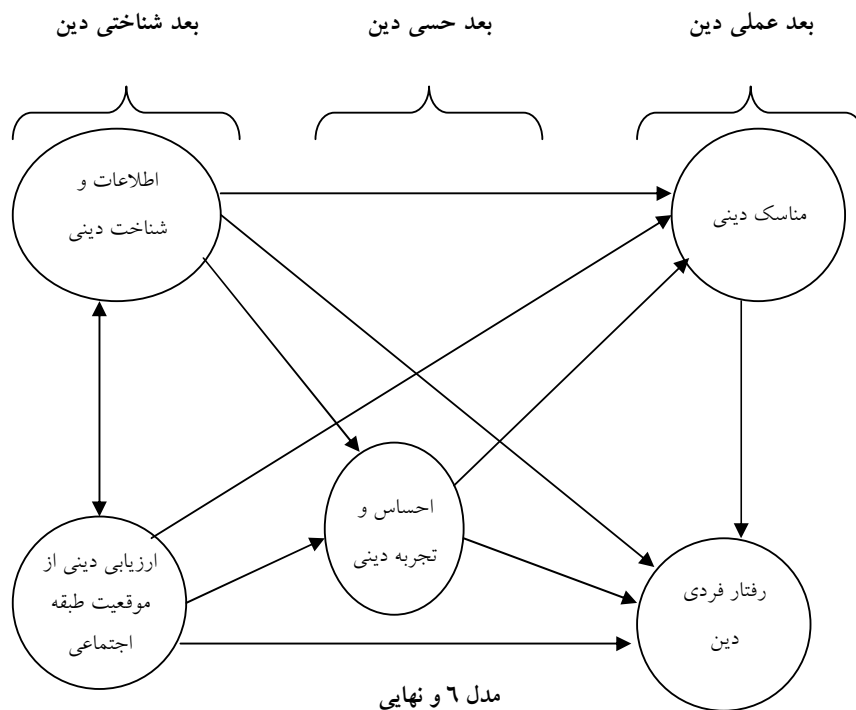 بعد شناختی دین
بعد حسی دین
بعد عملی دین
اطلاعات و
شناخت دینی
مناسک دینی
احساس و
تجربه دینی
ارزیابی دینی از
موقعیت طبقه
اجتماعی
رفتار فردی
دین
مدل ٦ و نهایی